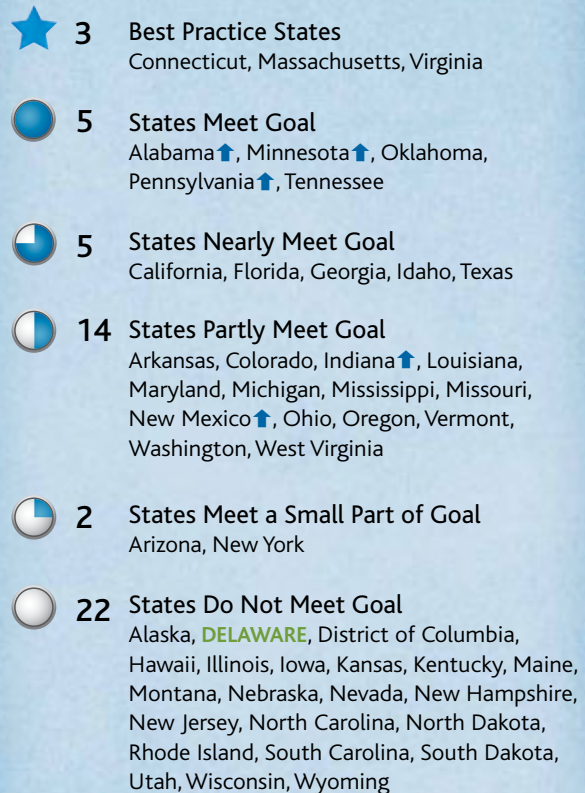 3 Best Practice States
Connecticut, Massachusetts, Virginia
5 States Meet Goal
Alabama⬆, Minnesota⬆, Oklahoma,
Pennsylvania⬆, Tennessee
5 States Nearly Meet Goal
California, Florida, Georgia, Idaho, Texas
14 States Partly Meet Goal
Arkansas, Colorado, Indiana⬆, Louisiana,
Maryland, Michigan, Mississippi, Missouri,
New Mexico⬆, Ohio, Oregon, Vermont,
Washington, West Virginia
2 States Meet a Small Part of Goal
Arizona, New York
22 States Do Not Meet Goal
Alaska, DELAWARE, District of Columbia,
Hawaii, Illinois, Iowa, Kansas, Kentucky, Maine,
Montana, Nebraska, Nevada, New Hampshire,
New Jersey, North Carolina, North Dakota,
Rhode Island, South Carolina, South Dakota,
Utah, Wisconsin, Wyoming